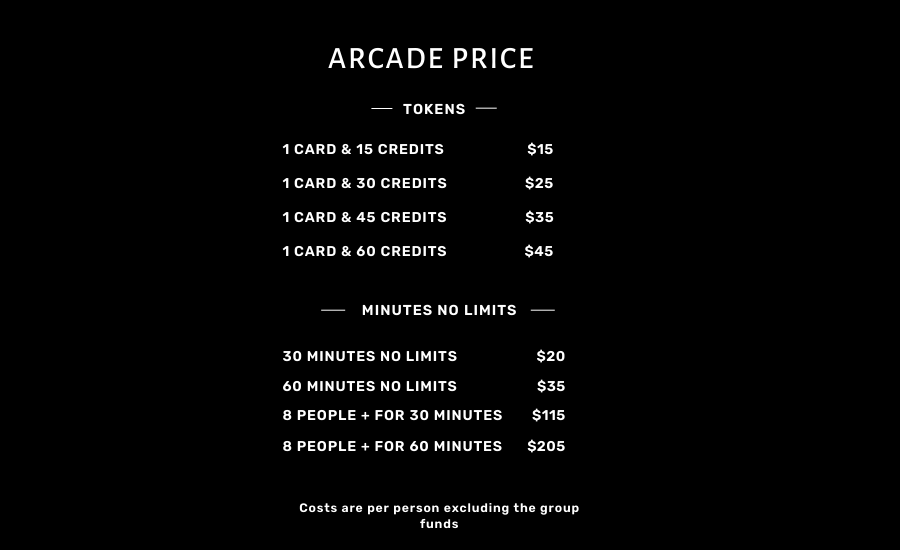 ARCADE PRICE
TOKENS
1 CARD & 15 CREDITS $15
1 CARD & 30 CREDITS $25
1 CARD & 45 CREDITS $35
1 CARD & 60 CREDITS $45
MINUTES NO LIMITS
30 MINUTES NO LIMITS $20
60 MINUTES NO LIMITS $35
8 PEOPLE + FOR 30 MINUTES $115
8 PEOPLE + FOR 60 MINUTES $205
Costs are per person excluding the group
funds